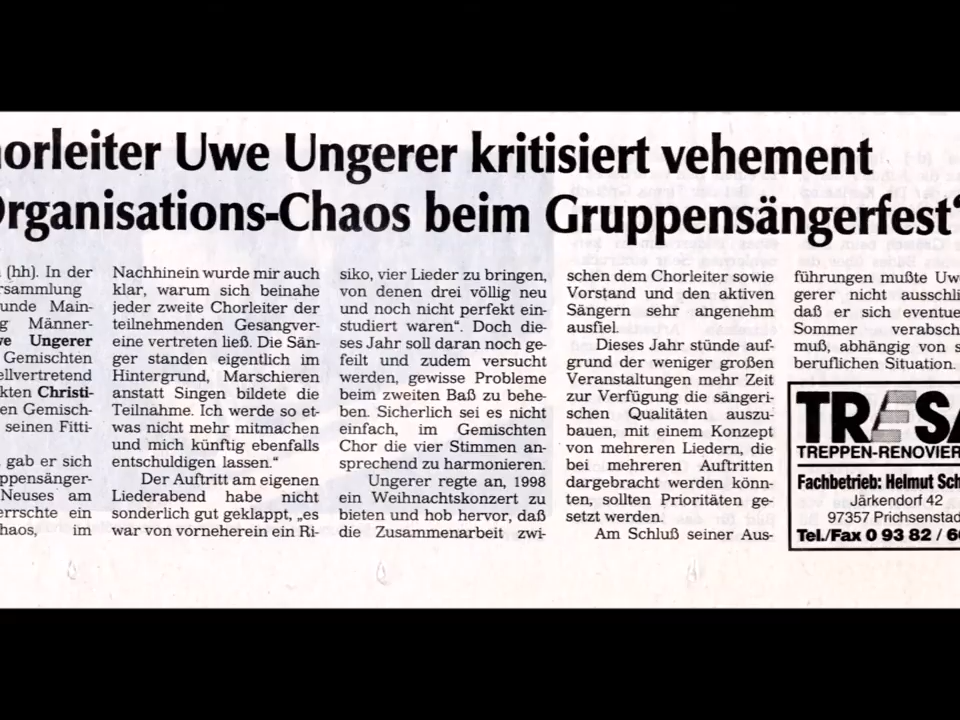 horleiter Uwe Ungerer kritisiert vehement
Organisations-Chaos beim Gruppensängerfest“
(hh). In der
rsammlung
unde Main-
g Männer-
we Ungerer
Gemischten
ellvertretend
kten Christi-
en Gemisch-
seinen Fitti-
gab er sich
ppensänger-
Neuses am
errschte ein
haos, im
Nachhinein wurde mir auch
klar, warum sich beinahe
jeder zweite Chorleiter der
teilnehmenden Gesangver-
eine vertreten ließ. Die Sän-
ger standen eigentlich im
Hintergrund, Marschieren
anstatt Singen bildete die
Teilnahme. Ich werde so et-
was nicht mehr mitmachen
und mich künftig ebenfalls
entschuldigen lassen.“
Der Auftritt am eigenen
Liederabend habe nicht
sonderlich gut geklappt, „es
war von vorneherein ein Ri-
siko, vier Lieder zu bringen,
von denen drei völlig neu
und noch nicht perfekt ein-
studiert waren“. Doch die-
ses Jahr soll daran noch ge-
feilt und zudem versucht
werden, gewisse Probleme
beim zweiten Baß zu behe-
ben. Sicherlich sei es nicht
einfach, im Gemischten
Chor die vier Stimmen an-
sprechend zu harmonieren.
Ungerer regte an, 1998
ein Weihnachtskonzert zu
bieten und hob hervor, daß
die Zusammenarbeit zwi-
schen dem Chorleiter sowie
Vorstand und den aktiven
Sängern sehr angenehm
ausfiel.
Dieses Jahr stünde auf-
grund der weniger großen
Veranstaltungen mehr Zeit
zur Verfügung die sängeri-
schen Qualitäten auszu-
bauen, mit einem Konzept
von mehreren Liedern, die
bei mehreren Auftritten
dargebracht werden könn-
ten, sollten Prioritäten ge-
setzt werden.
Am Schluß seiner Aus-
führungen mußte Uwe
gerer nicht ausschli
daß er sich eventue
Sommer verabsch
muß, abhängig von s
beruflichen Situation.
TRESA
TREPPEN-RENOVIER
Fachbetrieb: Helmut Sch
Järkendorf 42
97357 Prichsenstad
Tel./Fax 0 93 82 / 6